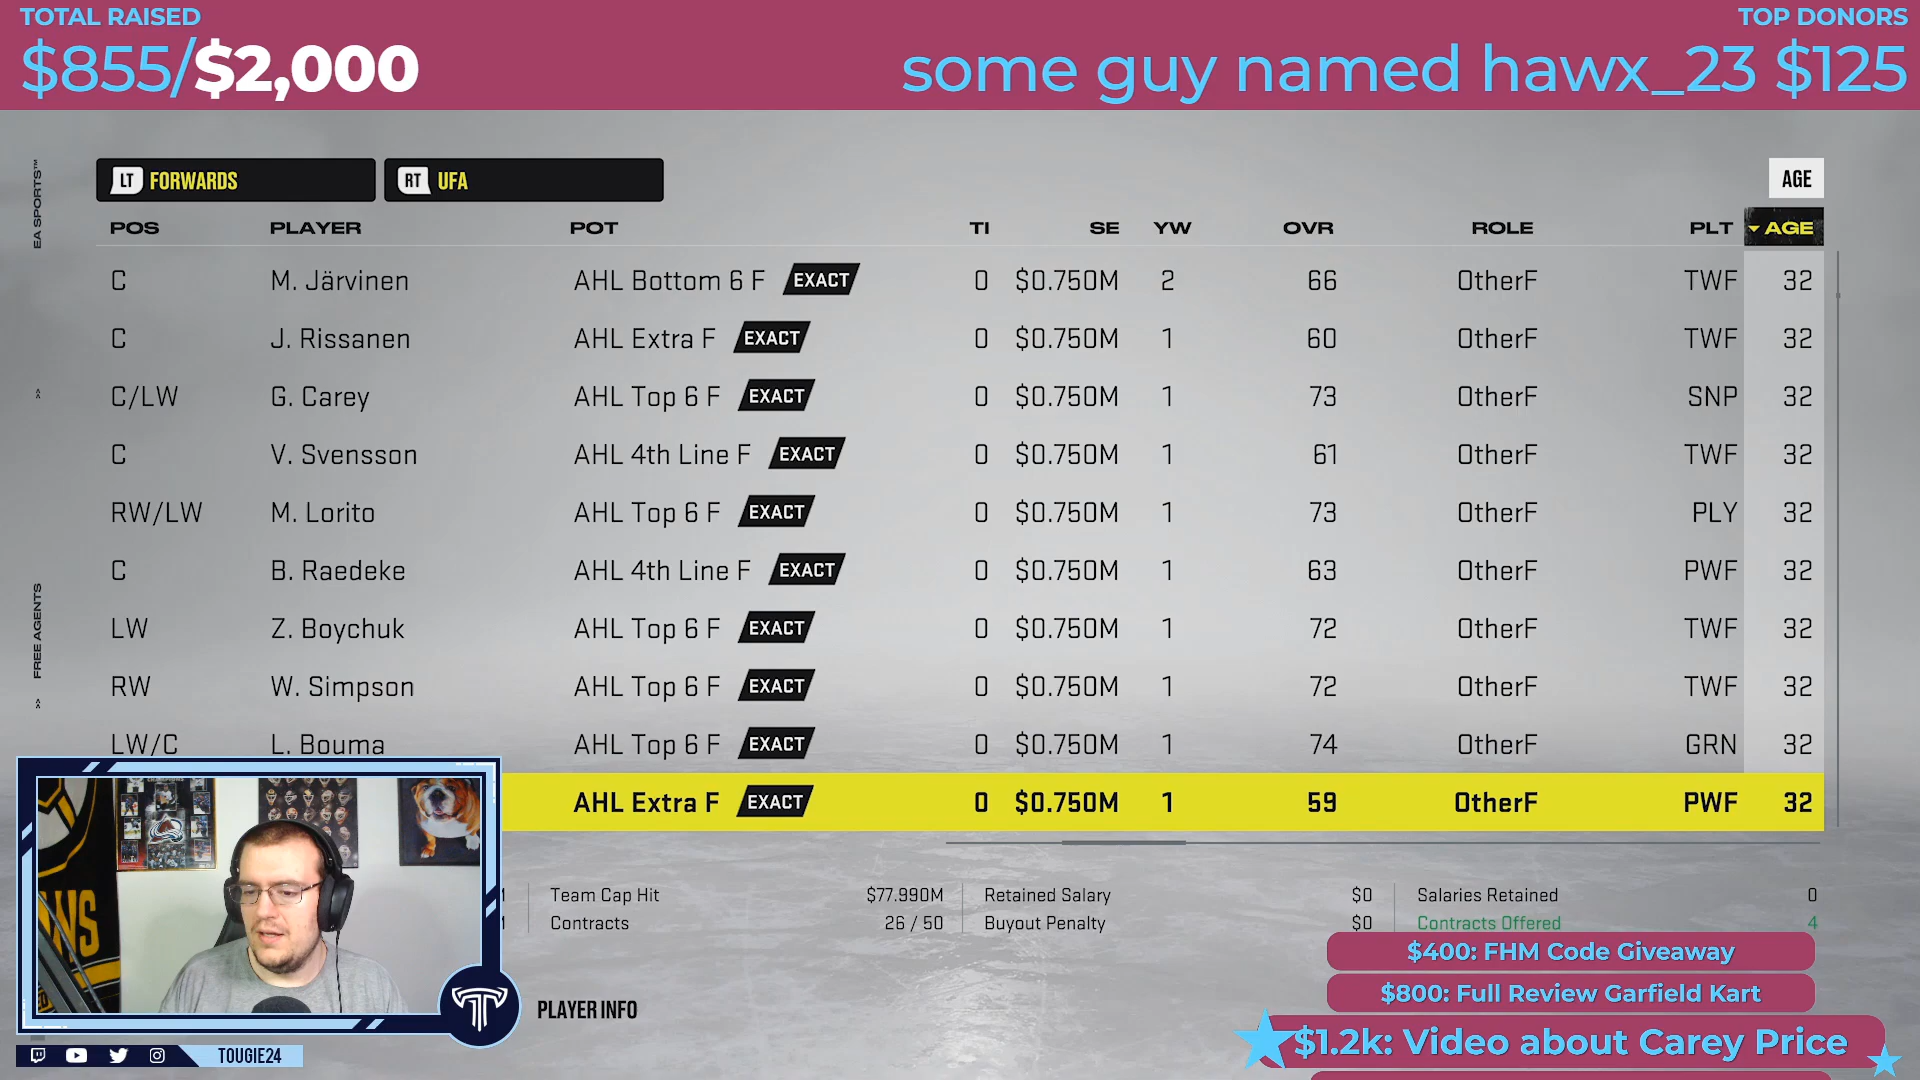 TOTAL RAISED
$855/$2,000
TOP DONORS
some guy named hawx_23 $125
EA SPORTS™
FREE AGENTS
LT FORWARDS
RT UFA
AGE
POS PLAYER POT TI SE YW OVR ROLE PLT AGE
C M. Järvinen AHL Bottom 6 F EXACT 0 $0.750M 2 66 OtherF TWF 32
C J. Rissanen AHL Extra F EXACT 0 $0.750M 1 60 OtherF TWF 32
C/LW G. Carey AHL Top 6 F EXACT 0 $0.750M 1 73 OtherF SNP 32
C V. Svensson AHL 4th Line F EXACT 0 $0.750M 1 61 OtherF TWF 32
RW/LW M. Lorito AHL Top 6 F EXACT 0 $0.750M 1 73 OtherF PLY 32
C B. Raedeke AHL 4th Line F EXACT 0 $0.750M 1 63 OtherF PWF 32
LW Z. Boychuk AHL Top 6 F EXACT 0 $0.750M 1 72 OtherF TWF 32
RW W. Simpson AHL Top 6 F EXACT 0 $0.750M 1 72 OtherF TWF 32
LW/C L. Bouma AHL Top 6 F EXACT 0 $0.750M 1 74 OtherF GRN 32
AHL Extra F EXACT 0 $0.750M 1 59 OtherF PWF 32
Team Cap Hit $77.990M Retained Salary $0 Salaries Retained 0
Contracts 26 / 50 Buyout Penalty $0 Contracts Offered 4
$400: FHM Code Giveaway
$800: Full Review Garfield Kart
$1.2k: Video about Carey Price
PLAYER INFO
TOUGIE24